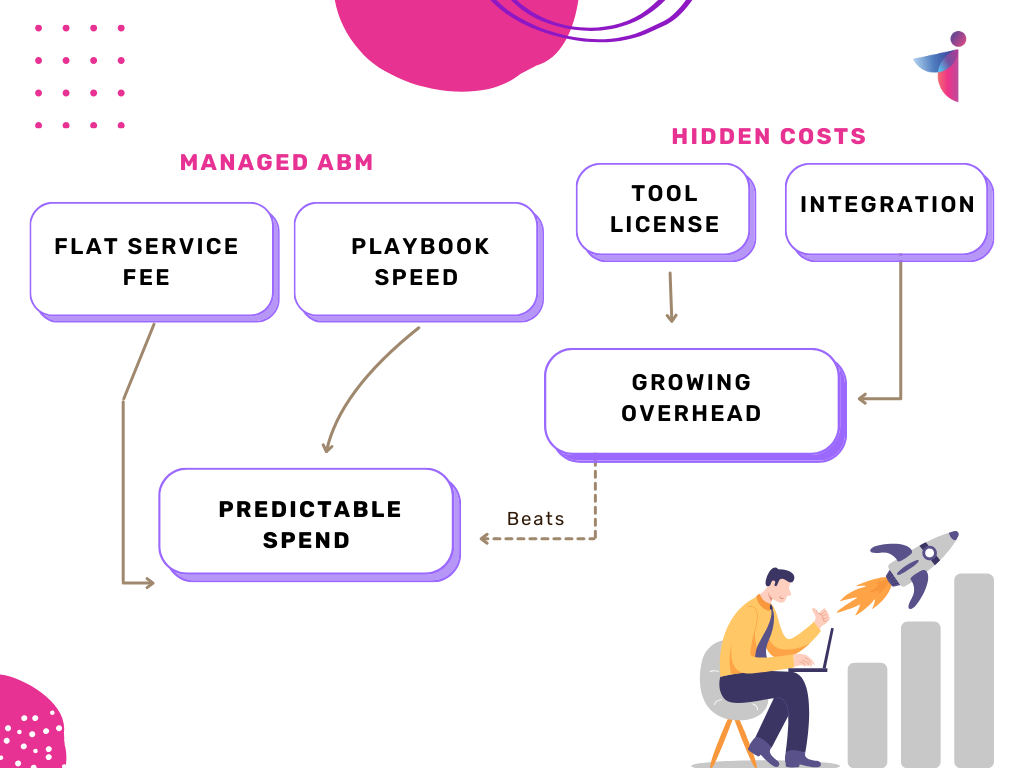 MANAGED ABM
FLAT SERVICE
FEE
PLAYBOOK
SPEED
HIDDEN COSTS
TOOL
LICENSE
INTEGRATION
GROWING
OVERHEAD
Beats
PREDICTABLE
SPEND